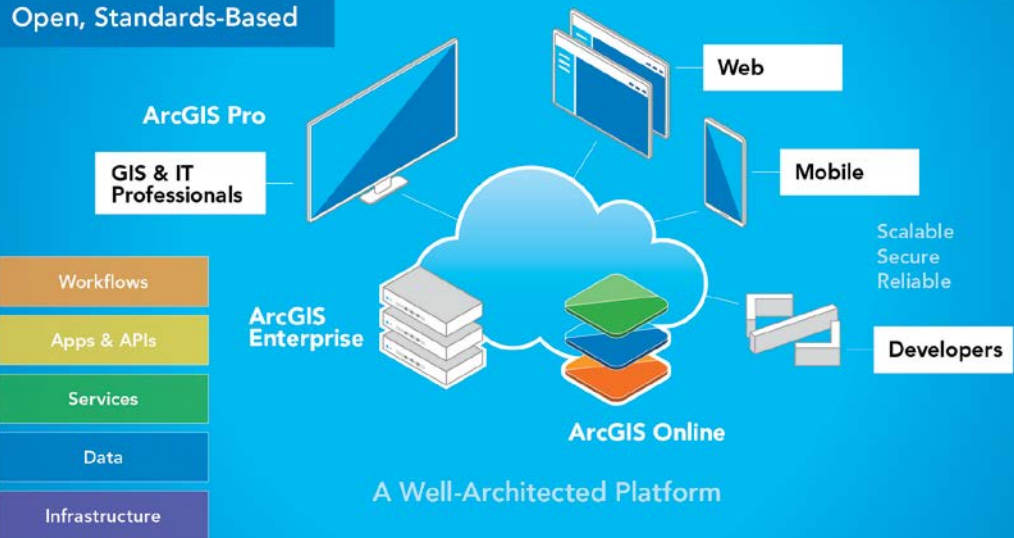 Open, Standards-Based
Web
ArcGIS Pro
GIS & IT
Professionals
Mobile
Scalable
Secure
Reliable
Workflows
ArcGIS
Enterprise
Apps & APIs
Developers
Services
ArcGIS Online
Data
A Well-Architected Platform
Infrastructure